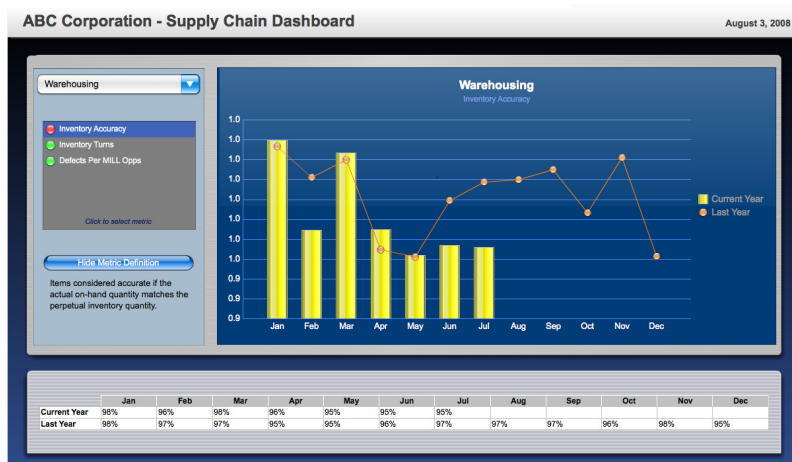 ABC Corporation - Supply Chain Dashboard
August 3, 2008
Warehousing
Inventory Accuracy
Inventory Turns
Defects Per MILL Opps
Click to select metric
Hide Metric Definition
Items considered accurate if the
actual on-hand quantity matches the
perpetual inventory quantity.
Warehousing
Inventory Accuracy
1.0
1.0
1.0
1.0
1.0
1.0
1.0
1.0
0.9
0.9
0.9
Jan Feb Mar Apr May Jun Jul Aug Sep Oct Nov Dec
Current Year
Last Year
Jan Feb Mar Apr May Jun Jul Aug Sep Oct Nov Dec
Current Year 98% 96% 98% 96% 95% 95% 95%
Last Year 98% 97% 97% 95% 95% 96% 97% 97% 97% 96% 98% 95%